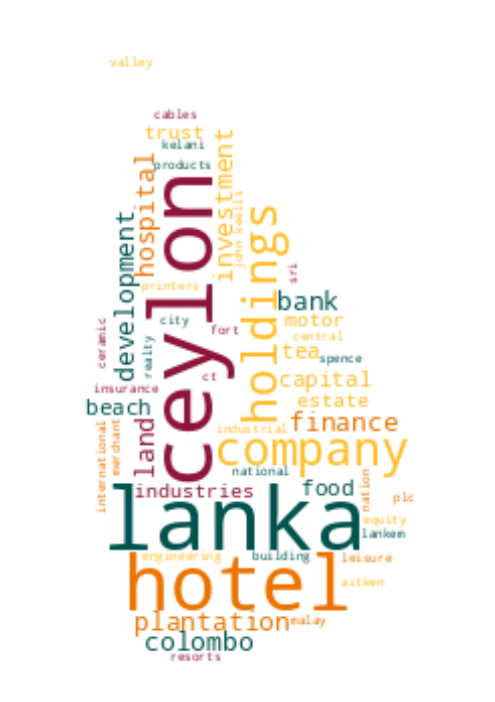 valley
cables
trust
kelani
products
hospital
investment
john keells
ceylon
holdings
development
sri
printers
bank
city
fort
motor
central
ceramic
realty
tea
spence
ct
capital
insurance
estate
beach
land
finance
industrial
merchant
international
company
national
nation
industries
food
plc
lanka
equity
lankem
engineering
building
leisure
hotel
aitken
plantation
malay
colombo
resorts